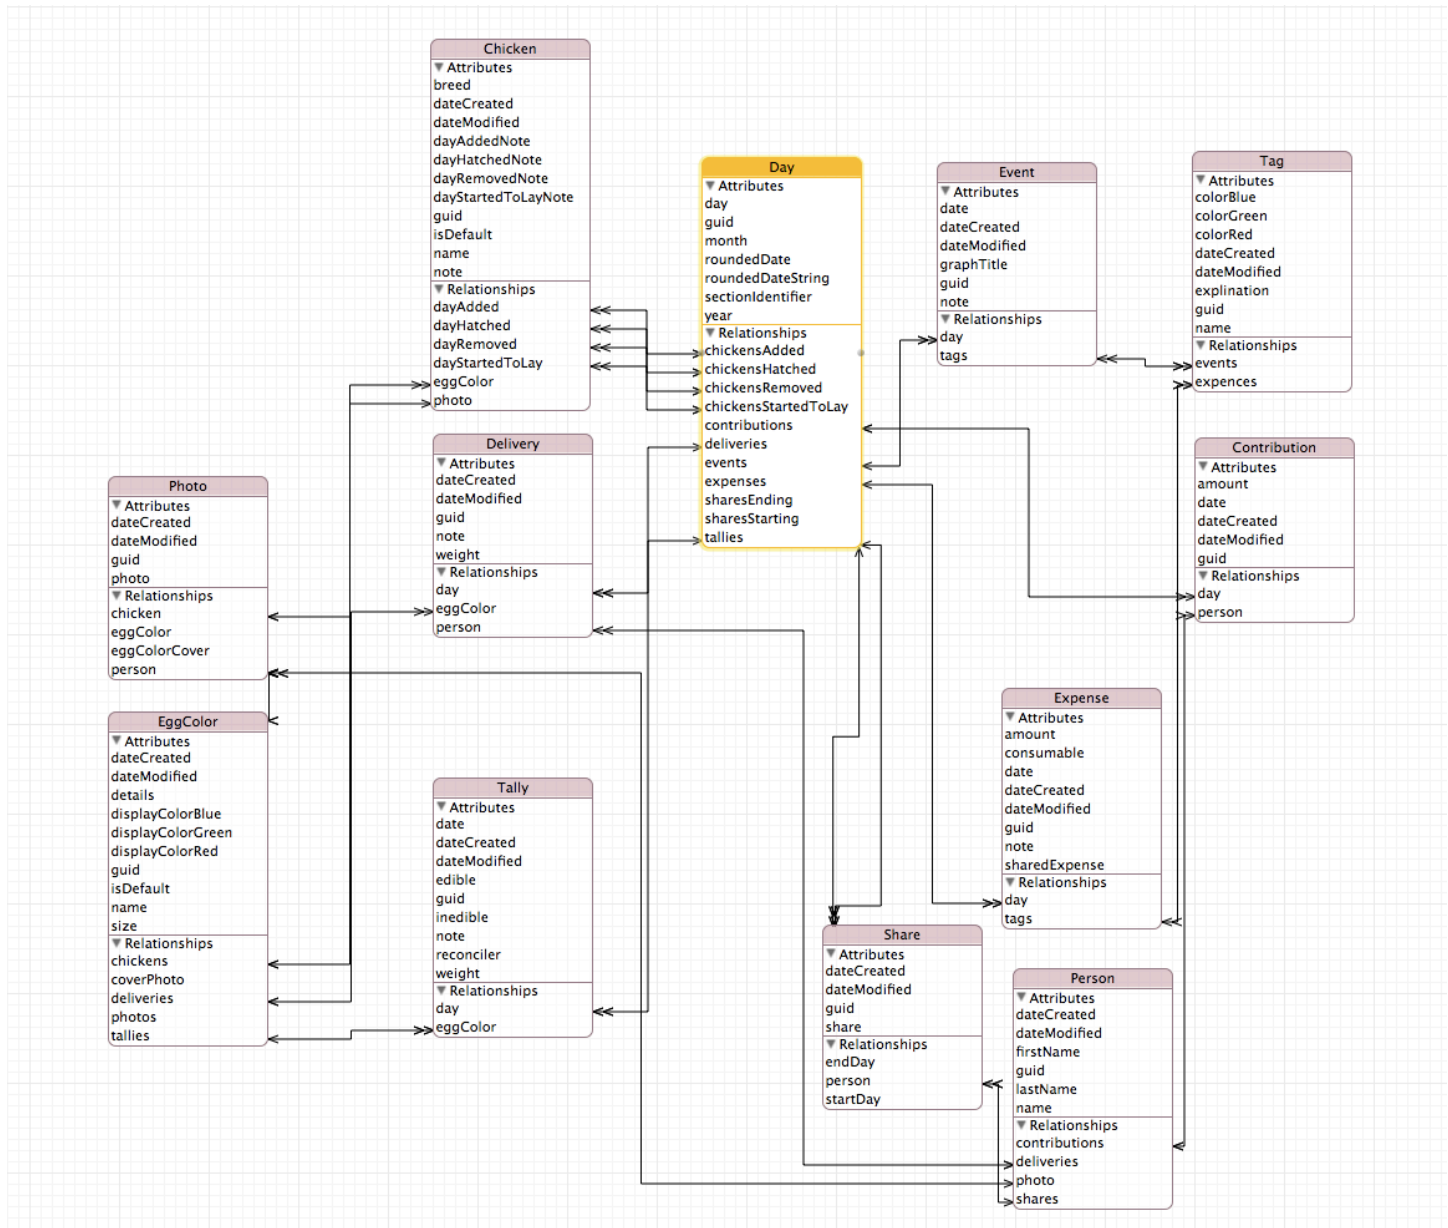 Chicken
Attributes
breed
dateCreated
dateModified
dayAddedNote
dayHatchedNote
dayRemovedNote
dayStartedToLayNote
guid
isDefault
name
note
Relationships
dayAdded
dayHatched
dayRemoved
dayStartedToLay
eggColor
photo
Day
Attributes
day
guid
month
roundedDate
roundedDateString
sectionIdentifier
year
Relationships
chickensAdded
chickensHatched
chickensRemoved
chickensStartedToLay
contributions
deliveries
events
expenses
sharesEnding
sharesStarting
tallies
Event
Attributes
date
dateCreated
dateModified
graphTitle
guid
note
Relationships
day
tags
Tag
Attributes
colorBlue
colorGreen
colorRed
dateCreated
dateModified
explination
guid
name
Relationships
events
expences
Delivery
Attributes
dateCreated
dateModified
guid
note
weight
Relationships
day
eggColor
person
Contribution
Attributes
amount
date
dateCreated
dateModified
guid
Relationships
day
person
Photo
Attributes
dateCreated
dateModified
guid
photo
Relationships
chicken
eggColor
eggColorCover
person
EggColor
Attributes
dateCreated
dateModified
details
displayColorBlue
displayColorGreen
displayColorRed
guid
isDefault
name
size
Relationships
chickens
coverPhoto
deliveries
photos
tallies
Tally
Attributes
date
dateCreated
dateModified
edible
guid
inedible
note
reconciler
weight
Relationships
day
eggColor
Expense
Attributes
amount
consumable
date
dateCreated
dateModified
guid
note
sharedExpense
Relationships
day
tags
Share
Attributes
dateCreated
dateModified
guid
share
Relationships
endDay
person
startDay
Person
Attributes
dateCreated
dateModified
firstName
guid
lastName
name
Relationships
contributions
deliveries
photo
shares